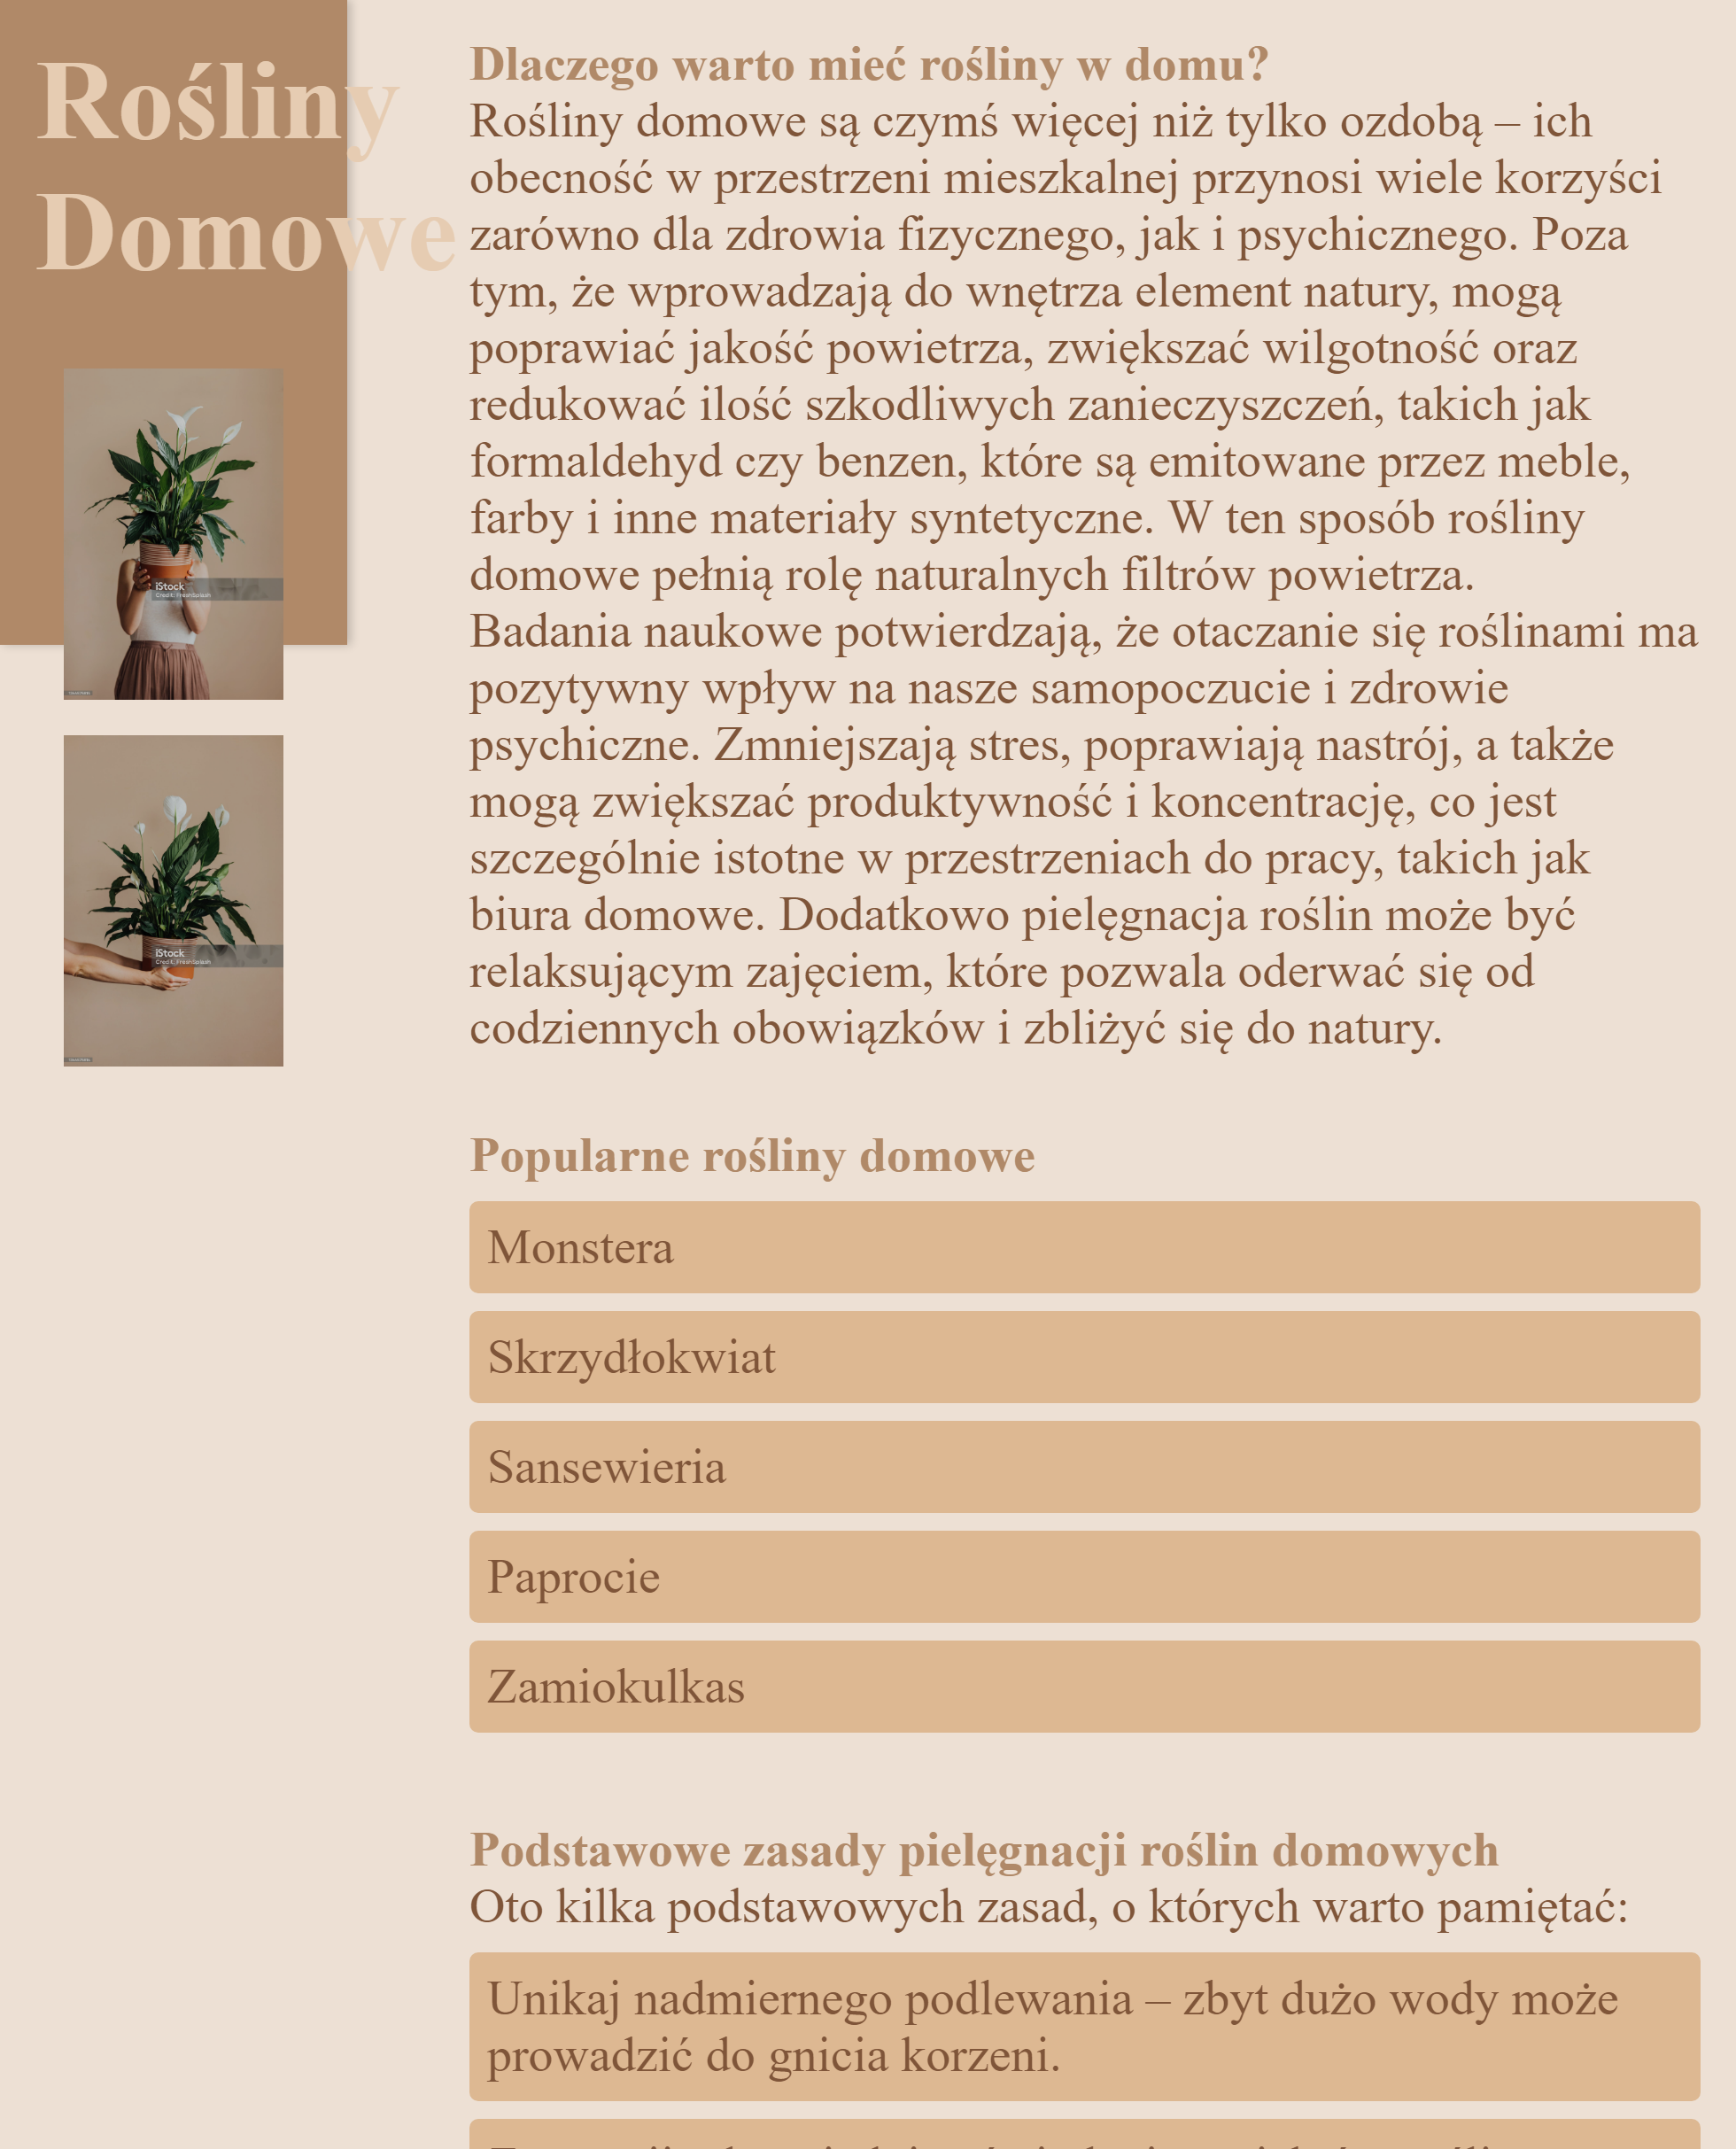 Rośliny
Domowe
iStock
Credit: FreshSplash
iStock
Credit: FreshSplash
Dlaczego warto mieć rośliny w domu?
Rośliny domowe są czymś więcej niż tylko ozdobą – ich
obecność w przestrzeni mieszkalnej przynosi wiele korzyści
zarówno dla zdrowia fizycznego, jak i psychicznego. Poza
tym, że wprowadzają do wnętrza element natury, mogą
poprawiać jakość powietrza, zwiększać wilgotność oraz
redukować ilość szkodliwych zanieczyszczeń, takich jak
formaldehyd czy benzen, które są emitowane przez meble,
farby i inne materiały syntetyczne. W ten sposób rośliny
domowe pełnią rolę naturalnych filtrów powietrza.
Badania naukowe potwierdzają, że otaczanie się roślinami ma
pozytywny wpływ na nasze samopoczucie i zdrowie
psychiczne. Zmniejszają stres, poprawiają nastrój, a także
mogą zwiększać produktywność i koncentrację, co jest
szczególnie istotne w przestrzeniach do pracy, takich jak
biura domowe. Dodatkowo pielęgnacja roślin może być
relaksującym zajęciem, które pozwala oderwać się od
codziennych obowiązków i zbliżyć się do natury.
Popularne rośliny domowe
Monstera
Skrzydłokwiat
Sansewieria
Paprocie
Zamiokulkas
Podstawowe zasady pielęgnacji roślin domowych
Oto kilka podstawowych zasad, o których warto pamiętać:
Unikaj nadmiernego podlewania – zbyt dużo wody może
prowadzić do gnicia korzeni.